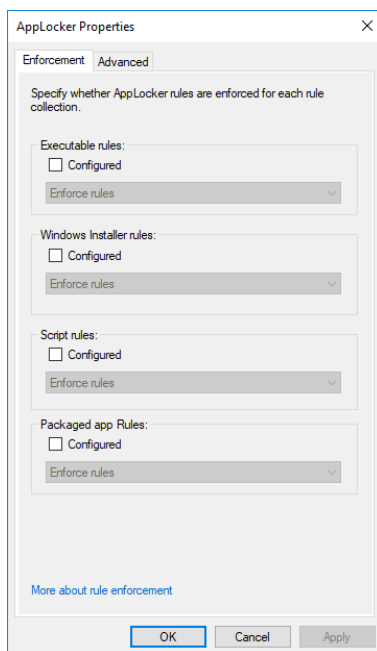 AppLocker Properties
Enforcement Advanced
Specify whether AppLocker rules are enforced for each rule
collection.
Executable rules:
Configured
Enforce rules
Windows Installer rules:
Configured
Enforce rules
Script rules:
Configured
Enforce rules
Packaged app Rules:
Configured
Enforce rules
More about rule enforcement
OK Cancel Apply